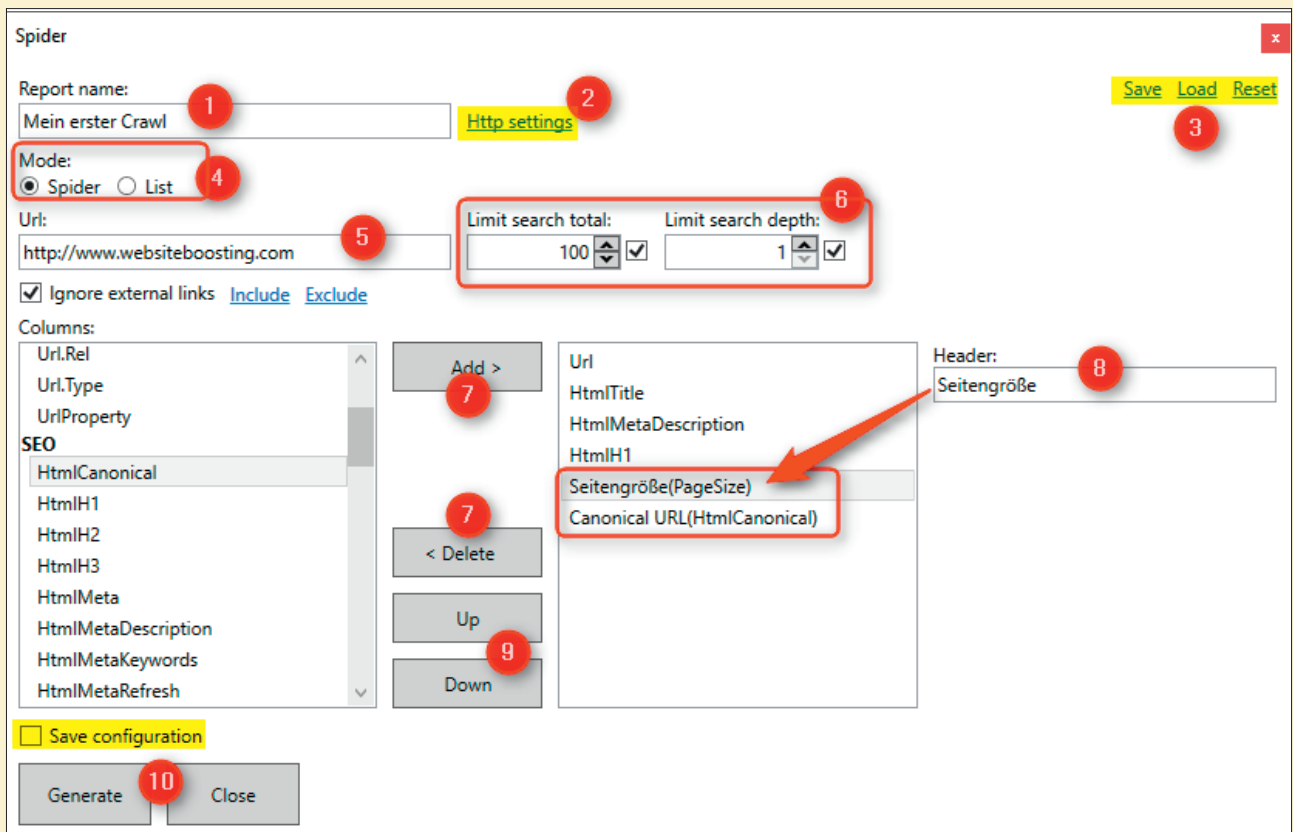 Spider
x
Report name:
1
2
Save Load Reset
Mein erster Crawl
Http settings
3
Mode:
Spider List
4
Url:
5
Limit search total: Limit search depth:
6
http://www.websiteboosting.com
100 1
Ignore external links Include Exclude
Columns:
Url.Rel
Url.Type
UrlProperty
SEO
HtmlCanonical
HtmlH1
HtmlH2
HtmlH3
HtmlMeta
HtmlMetaDescription
HtmlMetaKeywords
HtmlMetaRefresh
Add >
7
7
< Delete
Up
9
Down
Url
HtmlTitle
HtmlMetaDescription
HtmlH1
Seitengröße(PageSize)
Canonical URL(HtmlCanonical)
Header:
8
Seitengröße
Save configuration
10
Generate Close